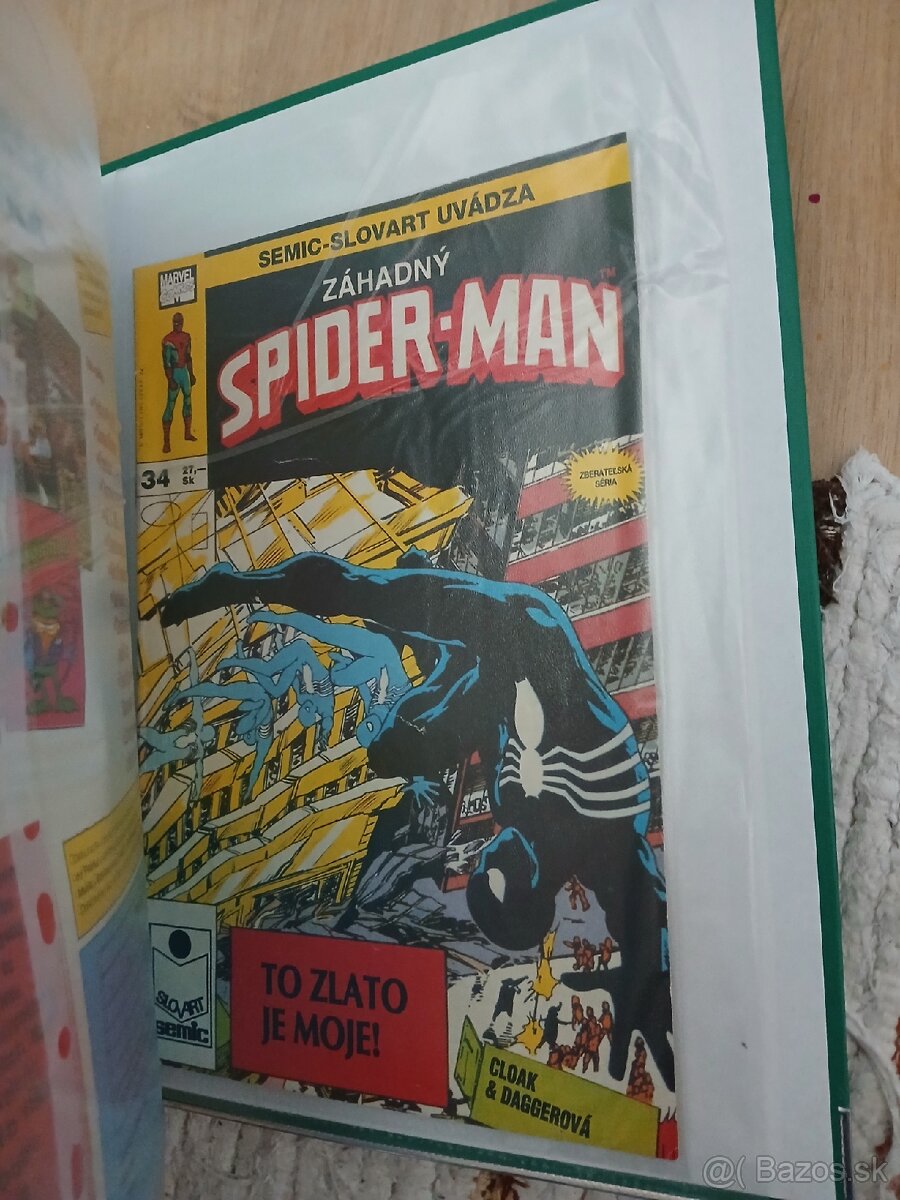 SEMIC-SLOVART UVÁDZA
MARVEL
ZÁHADNÝ
SPIDER-MAN™
34
27,–
Sk
ZBERATEĽSKÁ
SÉRIA
SLOVART
semic
TO ZLATO
JE MOJE!
CLOAK
& DAGGEROVÁ
@( Bazos.sk